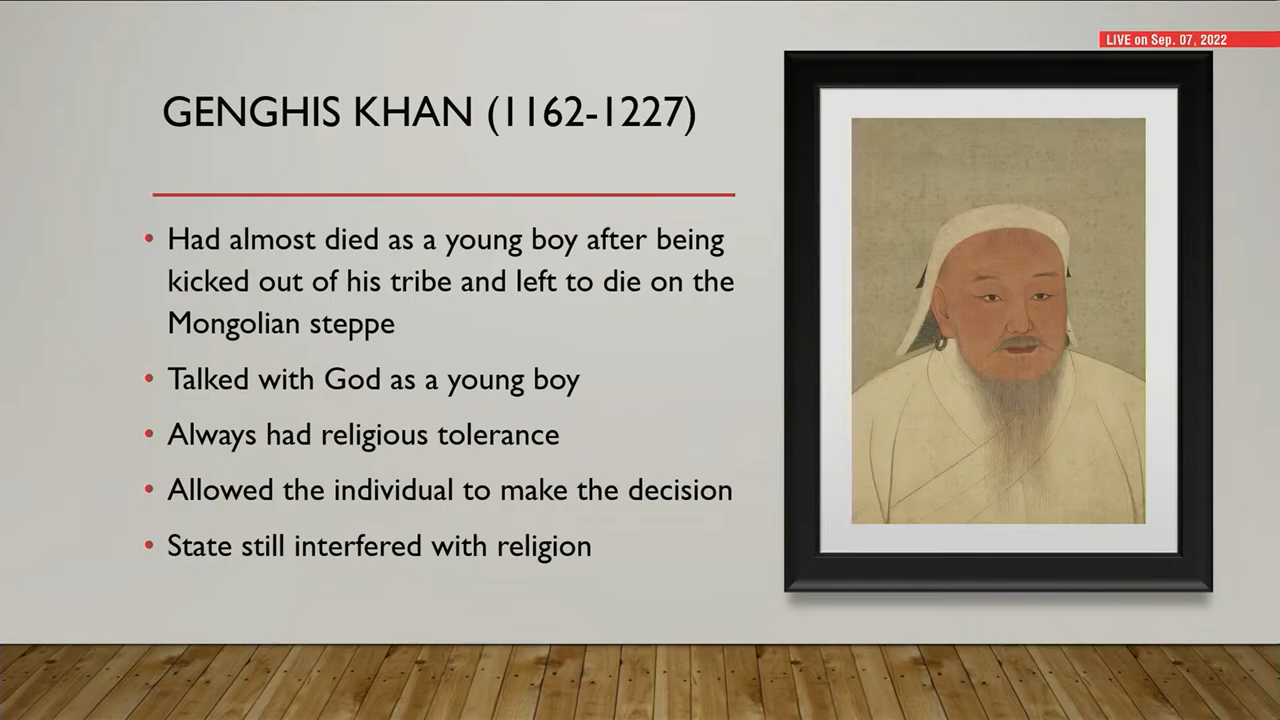 LIVE on Sep. 07, 2022
GENGHIS KHAN (1162-1227)
• Had almost died as a young boy after being
kicked out of his tribe and left to die on the
Mongolian steppe
• Talked with God as a young boy
• Always had religious tolerance
• Allowed the individual to make the decision
• State still interfered with religion